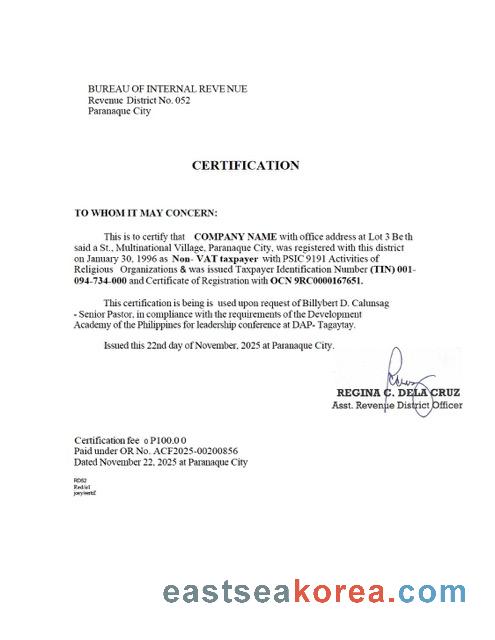 BUREAU OF INTERNAL REVENUE
Revenue District No. 052
Paranaque City
CERTIFICATION
TO WHOM IT MAY CONCERN:
This is to certify that COMPANY NAME with office address at Lot 3 Beth
said a St., Multinational Village, Paranaque City, was registered with this district
on January 30, 1996 as Non- VAT taxpayer with PSIC 9191 Activities of
Religious Organizations & was issued Taxpayer Identification Number (TIN) 001-
094-734-000 and Certificate of Registration with OCN 9RC0000167651.
This certification is being is used upon request of Billybert D. Calunsag
- Senior Pastor, in compliance with the requirements of the Development
Academy of the Philippines for leadership conference at DAP- Tagaytay.
Issued this 22nd day of November, 2025 at Paranaque City.
REGINA C. DELA CRUZ
Asst. Revenue District Officer
Certification fee o P100.00
Paid under OR No. ACF2025-00200856
Dated November 22, 2025 at Paranaque City
RD52
joey/certif.
eastseakorea.com